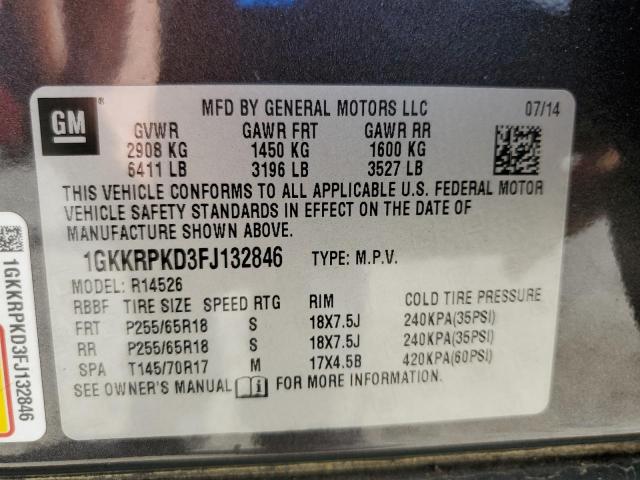 GM
®
MFD BY GENERAL MOTORS LLC 07/14
GVWR GAWR FRT GAWR RR
2908 KG 1450 KG 1600 KG
6411 LB 3196 LB 3527 LB
THIS VEHICLE CONFORMS TO ALL APPLICABLE U.S. FEDERAL MOTOR
VEHICLE SAFETY STANDARDS IN EFFECT ON THE DATE OF
MANUFACTURE SHOWN ABOVE.
1GKKRPKD3FJ132846 TYPE: M.P.V.
MODEL: R14526
RBBF TIRE SIZE SPEED RTG RIM COLD TIRE PRESSURE
FRT P255/65R18 S 18X7.5J 240KPA(35PSI)
RR P255/65R18 S 18X7.5J 240KPA(35PSI)
SPA T145/70R17 M 17X4.5B 420KPA(60PSI)
SEE OWNER'S MANUAL FOR MORE INFORMATION.
1GKKRPKD3FJ132846